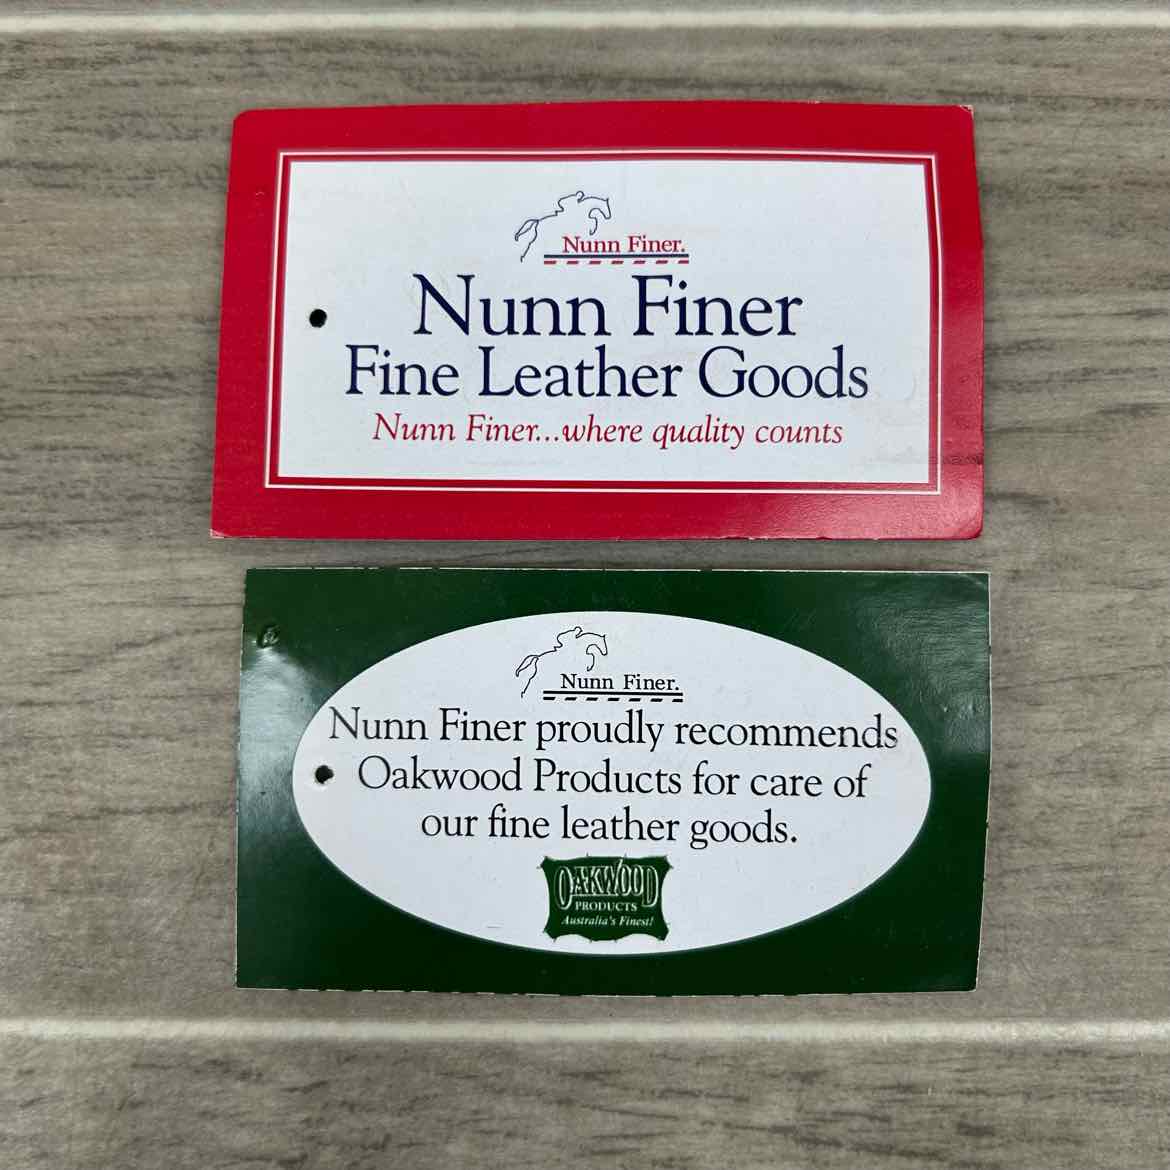 Nunn Finer.
Nunn Finer
Fine Leather Goods
Nunn Finer...where quality counts
Nunn Finer.
Nunn Finer proudly recommends
Oakwood Products for care of
our fine leather goods.
OAKWOOD
PRODUCTS
Australia's Finest!